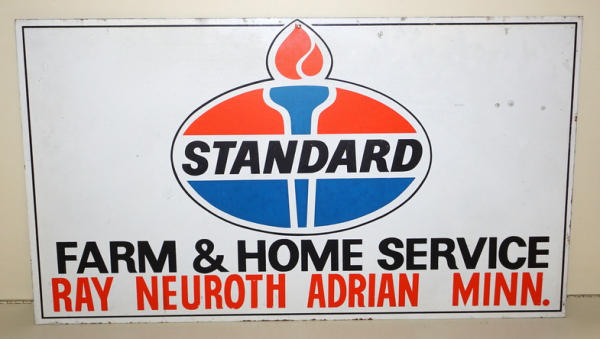 STANDARD
FARM & HOME SERVICE
RAY NEUROTH ADRIAN MINN.